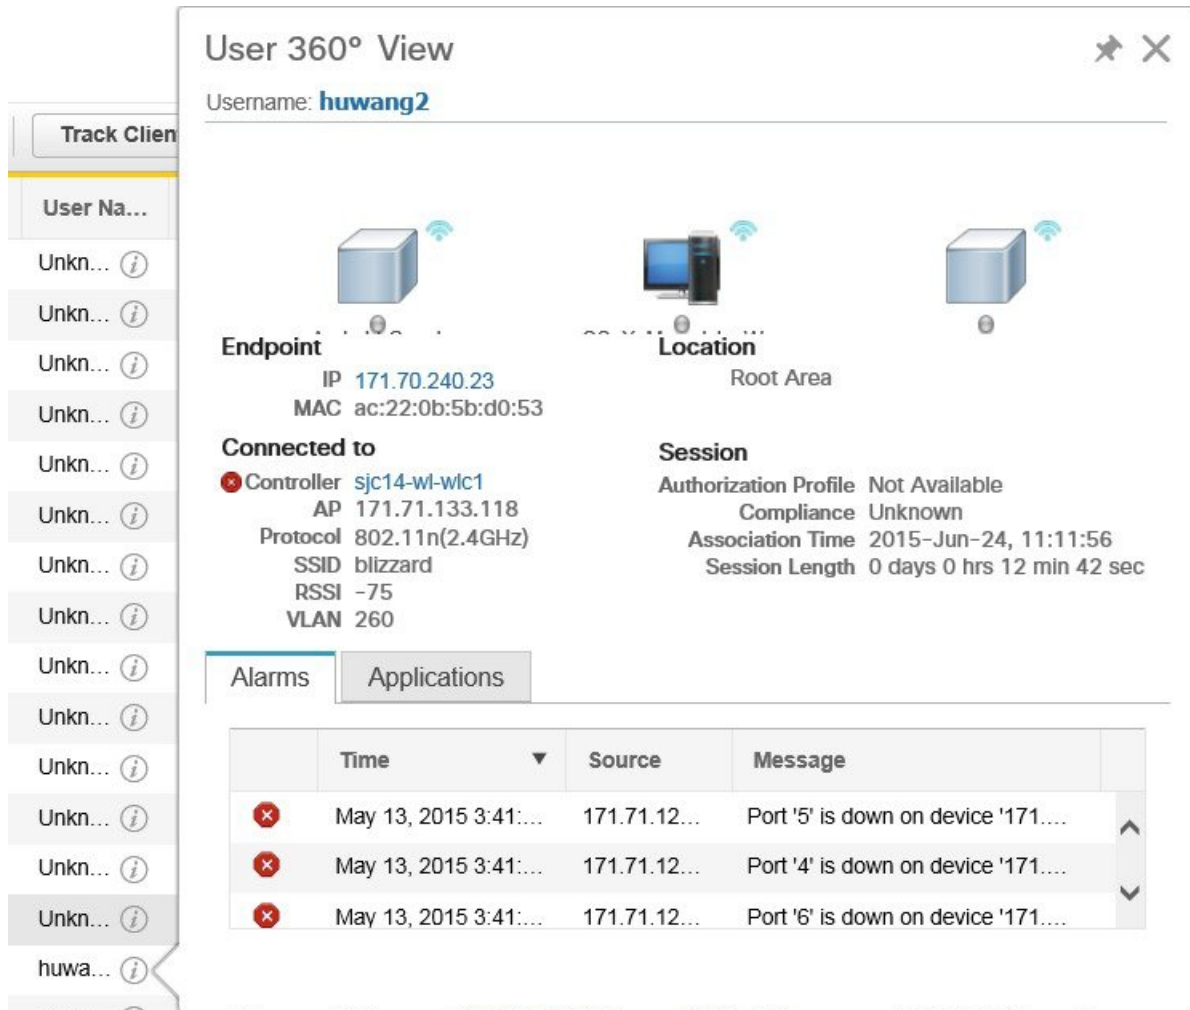 User 360° View
Username: huwang2
Track Clien
User Na...
Unkn...
Unkn...
Unkn...
Unkn...
Unkn...
Unkn...
Unkn...
Unkn...
Unkn...
Unkn...
Unkn...
Unkn...
Unkn...
Unkn...
huwa...
Endpoint
IP 171.70.240.23
MAC ac:22:0b:5b:d0:53
Location
Root Area
Connected to
Controller sjc14-wl-wlc1
AP 171.71.133.118
Protocol 802.11n(2.4GHz)
SSID blizzard
RSSI -75
VLAN 260
Session
Authorization Profile Not Available
Compliance Unknown
Association Time 2015-Jun-24, 11:11:56
Session Length 0 days 0 hrs 12 min 42 sec
Alarms Applications
Time Source Message
May 13, 2015 3:41:... 171.71.12... Port '5' is down on device '171....
May 13, 2015 3:41:... 171.71.12... Port '4' is down on device '171....
May 13, 2015 3:41:... 171.71.12... Port '6' is down on device '171....